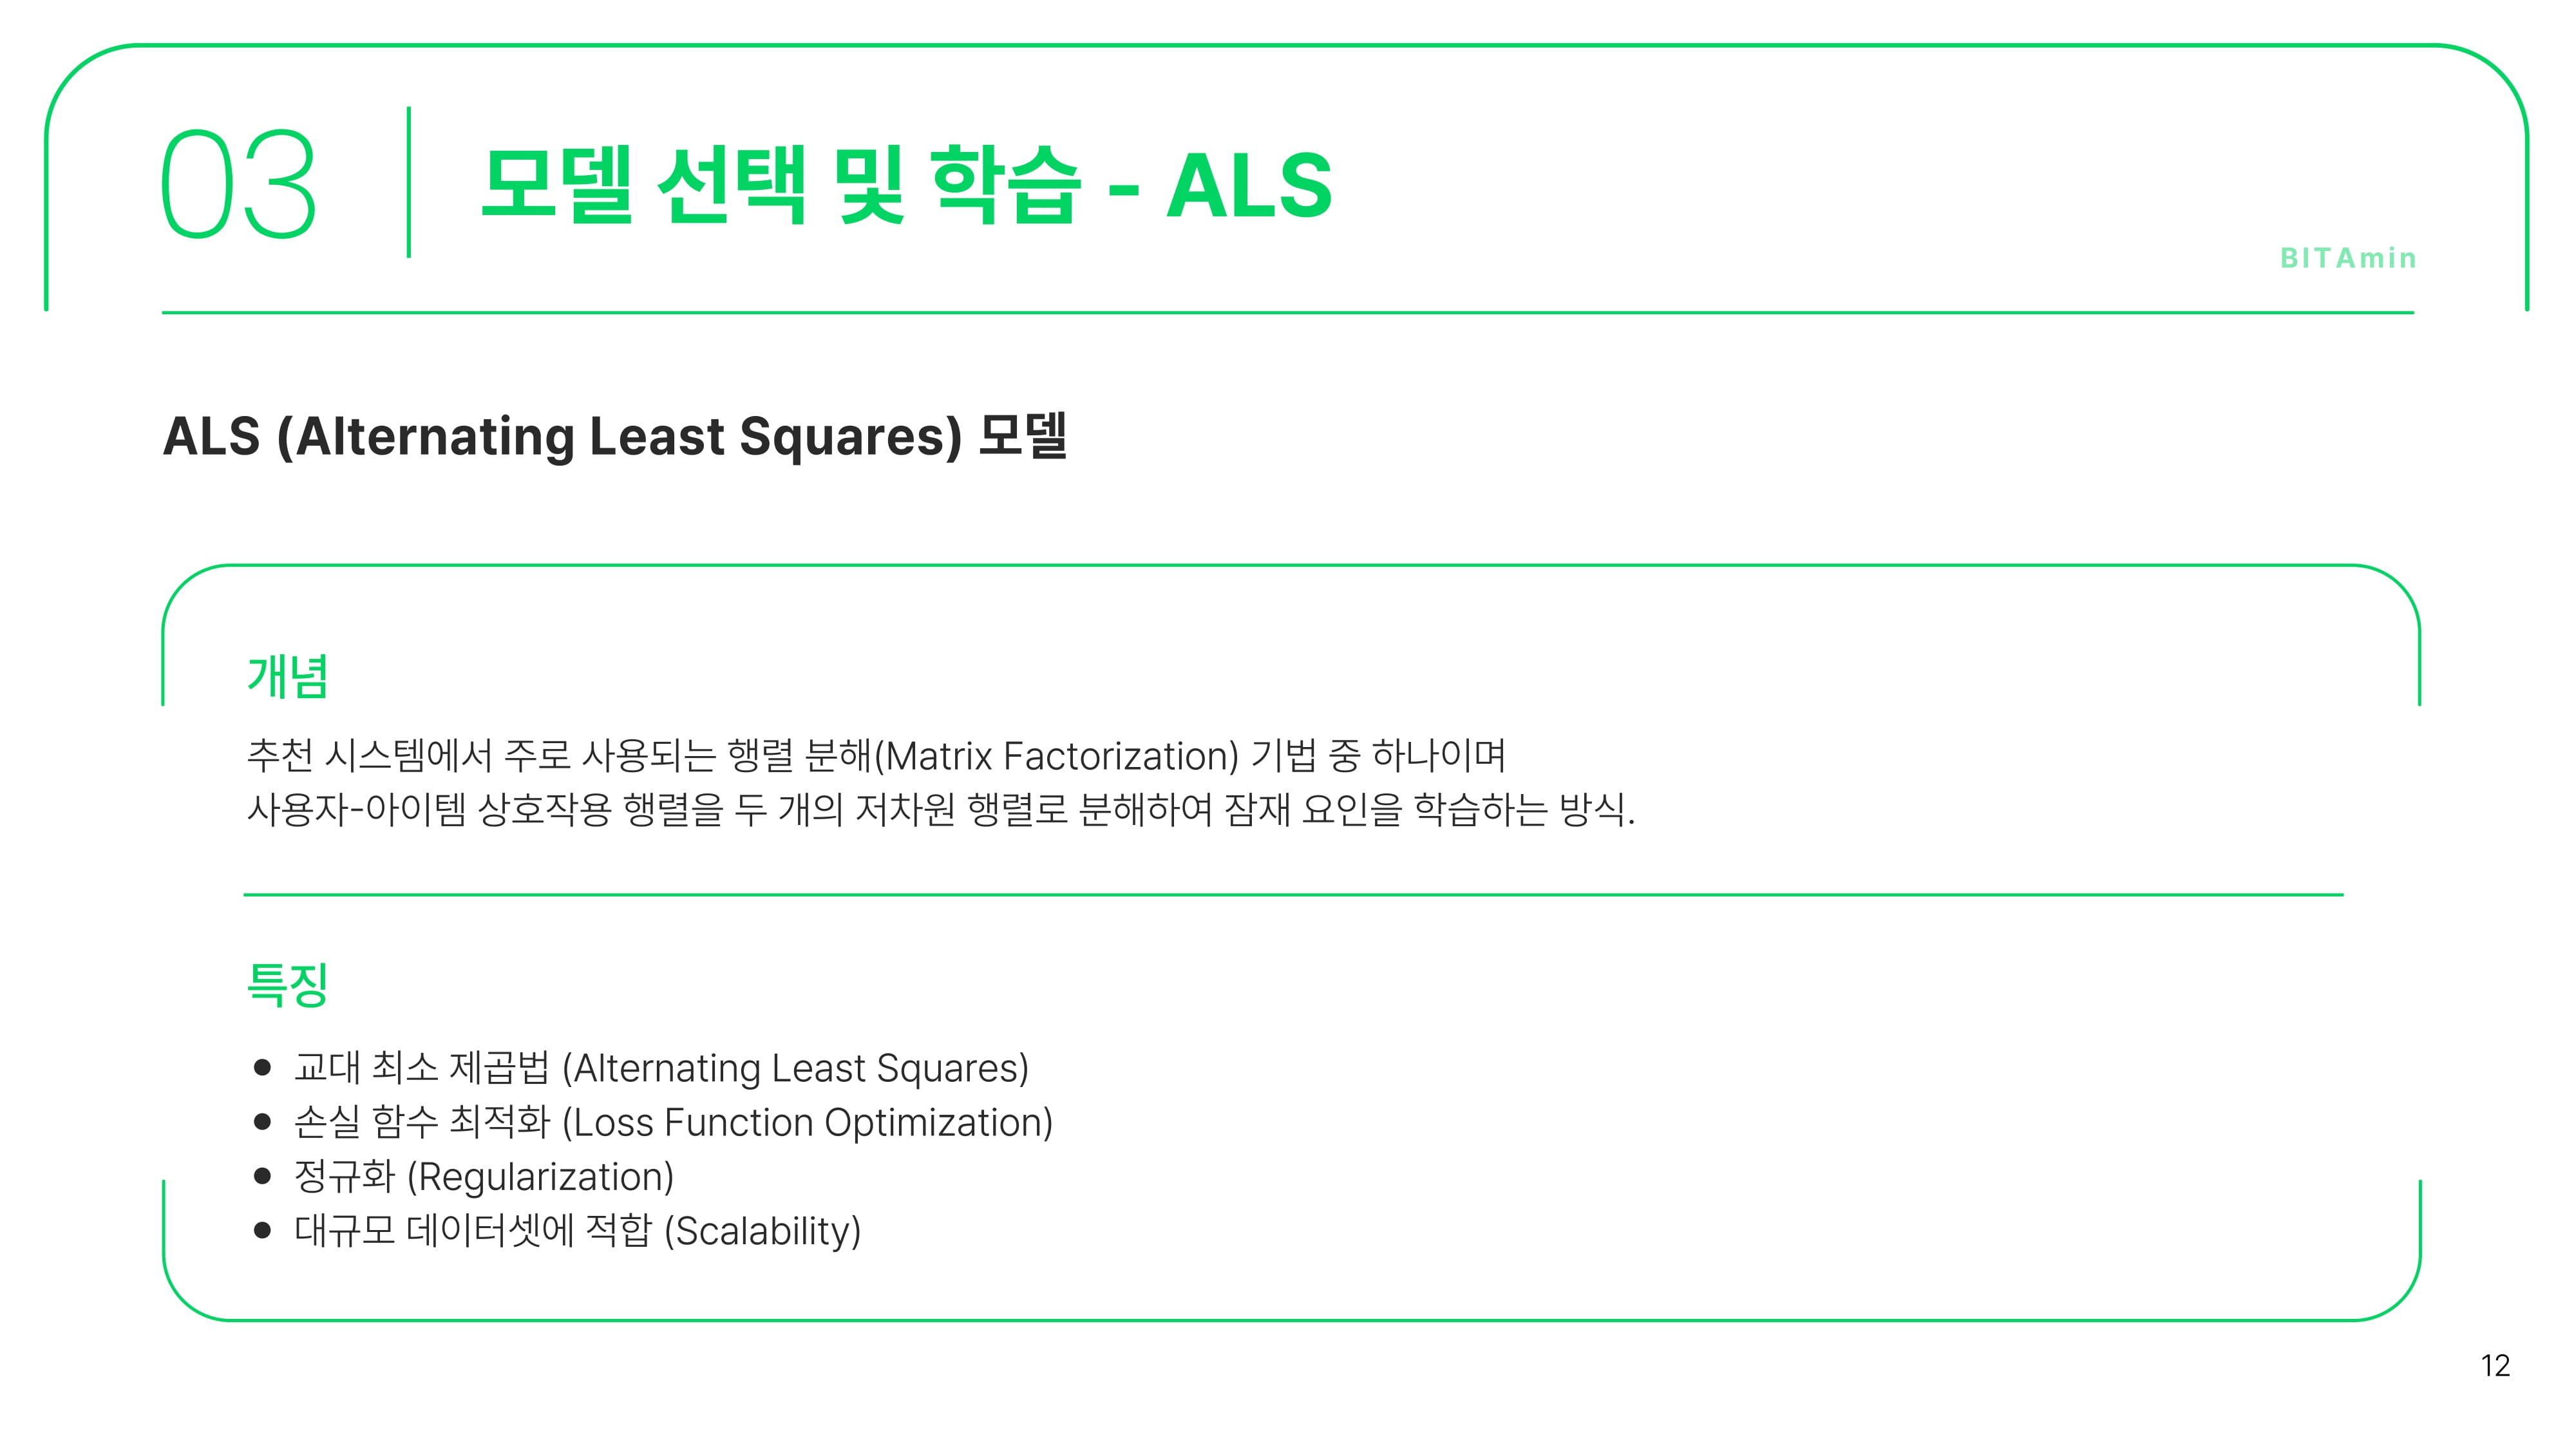 03
모델 선택 및 학습 - ALS
BITAmin
ALS (Alternating Least Squares) 모델
개념
추천 시스템에서 주로 사용되는 행렬 분해(Matrix Factorization) 기법 중 하나이며
사용자-아이템 상호작용 행렬을 두 개의 저차원 행렬로 분해하여 잠재 요인을 학습하는 방식.
특징
● 교대 최소 제곱법 (Alternating Least Squares)
● 손실 함수 최적화 (Loss Function Optimization)
● 정규화 (Regularization)
● 대규모 데이터셋에 적합 (Scalability)
12